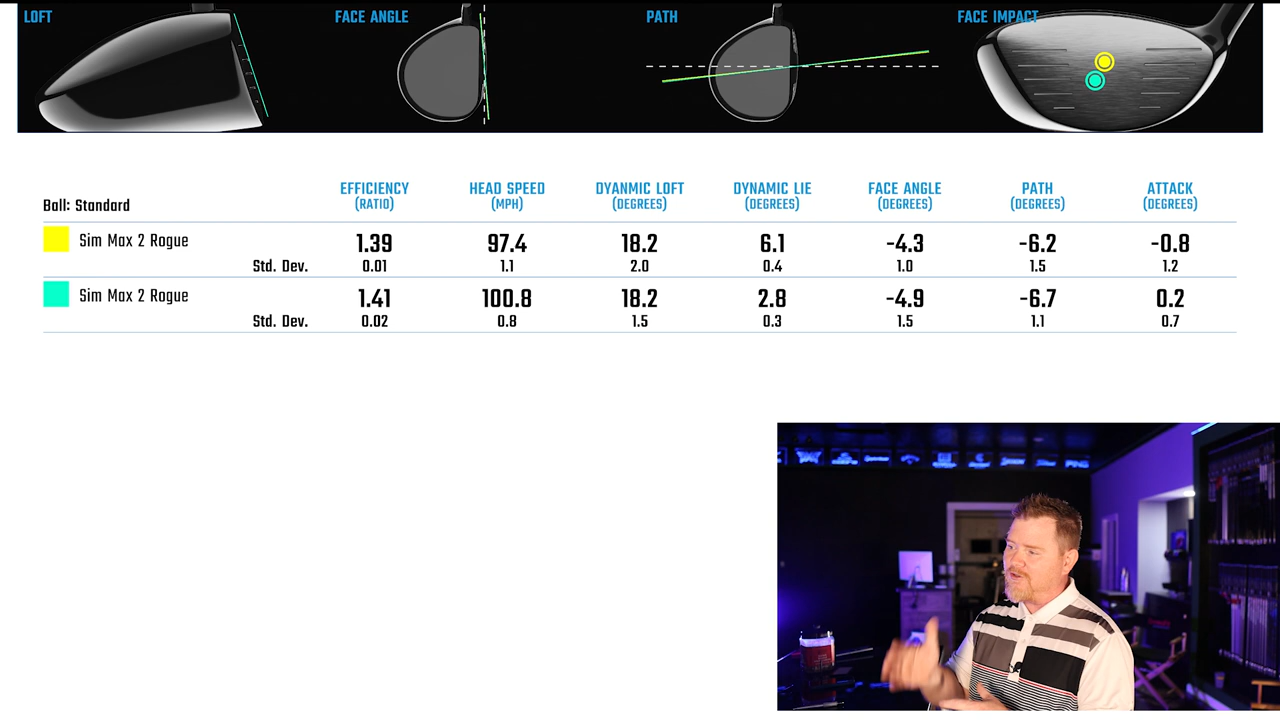 LOFT FACE ANGLE PATH FACE IMPACT
EFFICIENCY HEAD SPEED DYANMIC LOFT DYNAMIC LIE FACE ANGLE PATH ATTACK
Ball: Standard (RATIO) (MPH) (DEGREES) (DEGREES) (DEGREES) (DEGREES) (DEGREES)
Sim Max 2 Rogue 1.39 97.4 18.2 6.1 -4.3 -6.2 -0.8
Std. Dev. 0.01 1.1 2.0 0.4 1.0 1.5 1.2
Sim Max 2 Rogue 1.41 100.8 18.2 2.8 -4.9 -6.7 0.2
Std. Dev. 0.02 0.8 1.5 0.3 1.5 1.1 0.7